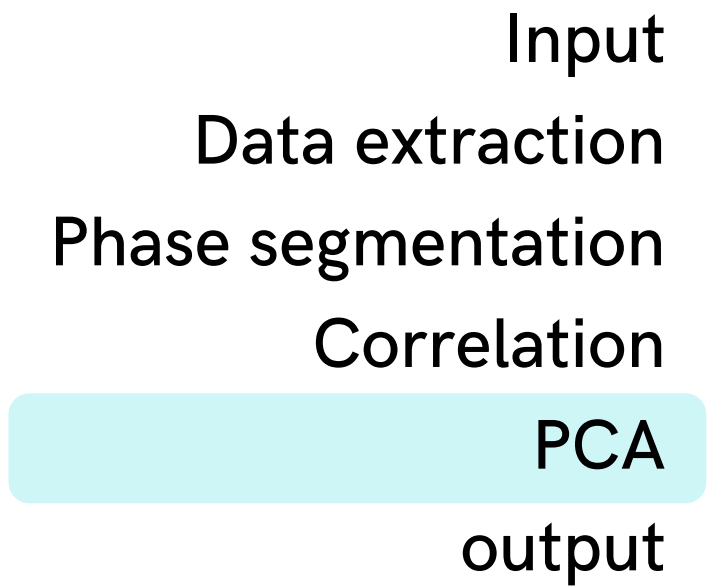 Input
Data extraction
Phase segmentation
Correlation
PCA
output